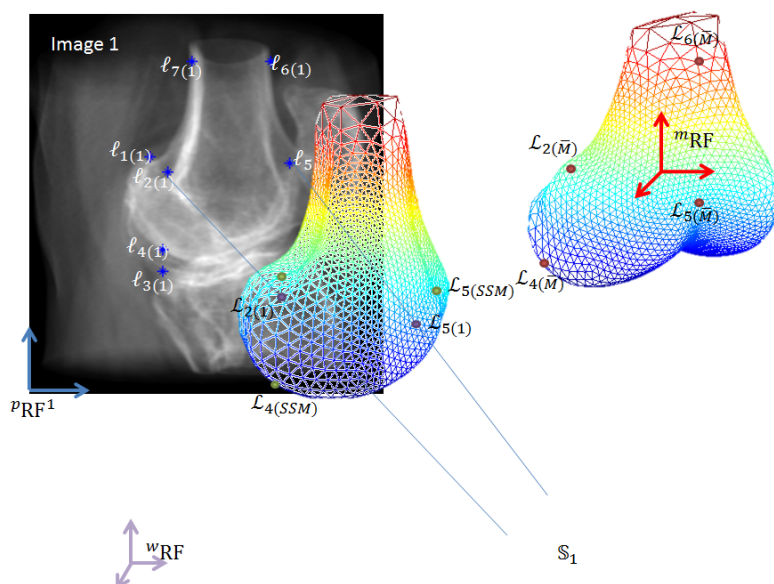 Image 1
ℓ₇₍₁₎
ℓ₆₍₁₎
ℓ₁₍₁₎
ℓ₂₍₁₎
ℓ₅
ℓ₄₍₁₎
ℓ₃₍₁₎
ℒ₂₍₁₎
ℒ₅(SSM)
ℒ₅₍₁₎
ℒ₄(SSM)
ᵖRF¹
ʷRF
𝕊₁
ℒ₆(M̅)
ℒ₂(M̅)
ᵐRF
ℒ₅(M̅)
ℒ₄(M̅)